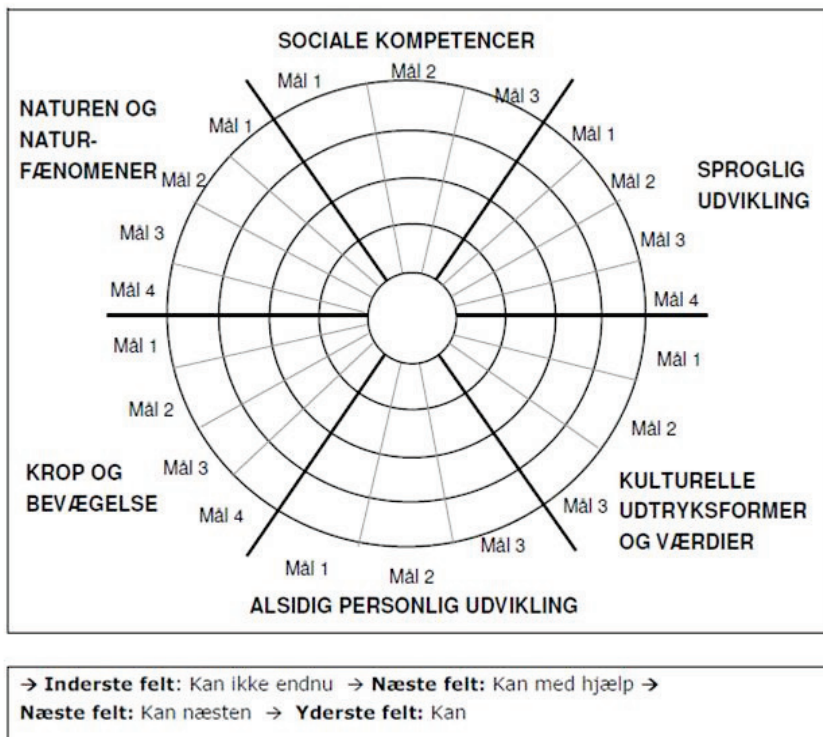 SOCIALE KOMPETENCER
Mål 1
Mål 2
Mål 3
NATUREN OG
NATUR-
FÆNOMENER
Mål 1
Mål 2
Mål 3
Mål 4
SPROGLIG
UDVIKLING
Mål 1
Mål 2
Mål 3
Mål 4
KROP OG
BEVÆGELSE
Mål 1
Mål 2
Mål 3
Mål 4
KULTURELLE
UDTRYKSFORMER
OG VÆRDIER
Mål 1
Mål 2
Mål 3
Mål 1
Mål 2
Mål 3
ALSIDIG PERSONLIG UDVIKLING
→ Inderste felt: Kan ikke endnu → Næste felt: Kan med hjælp →
Næste felt: Kan næsten → Yderste felt: Kan